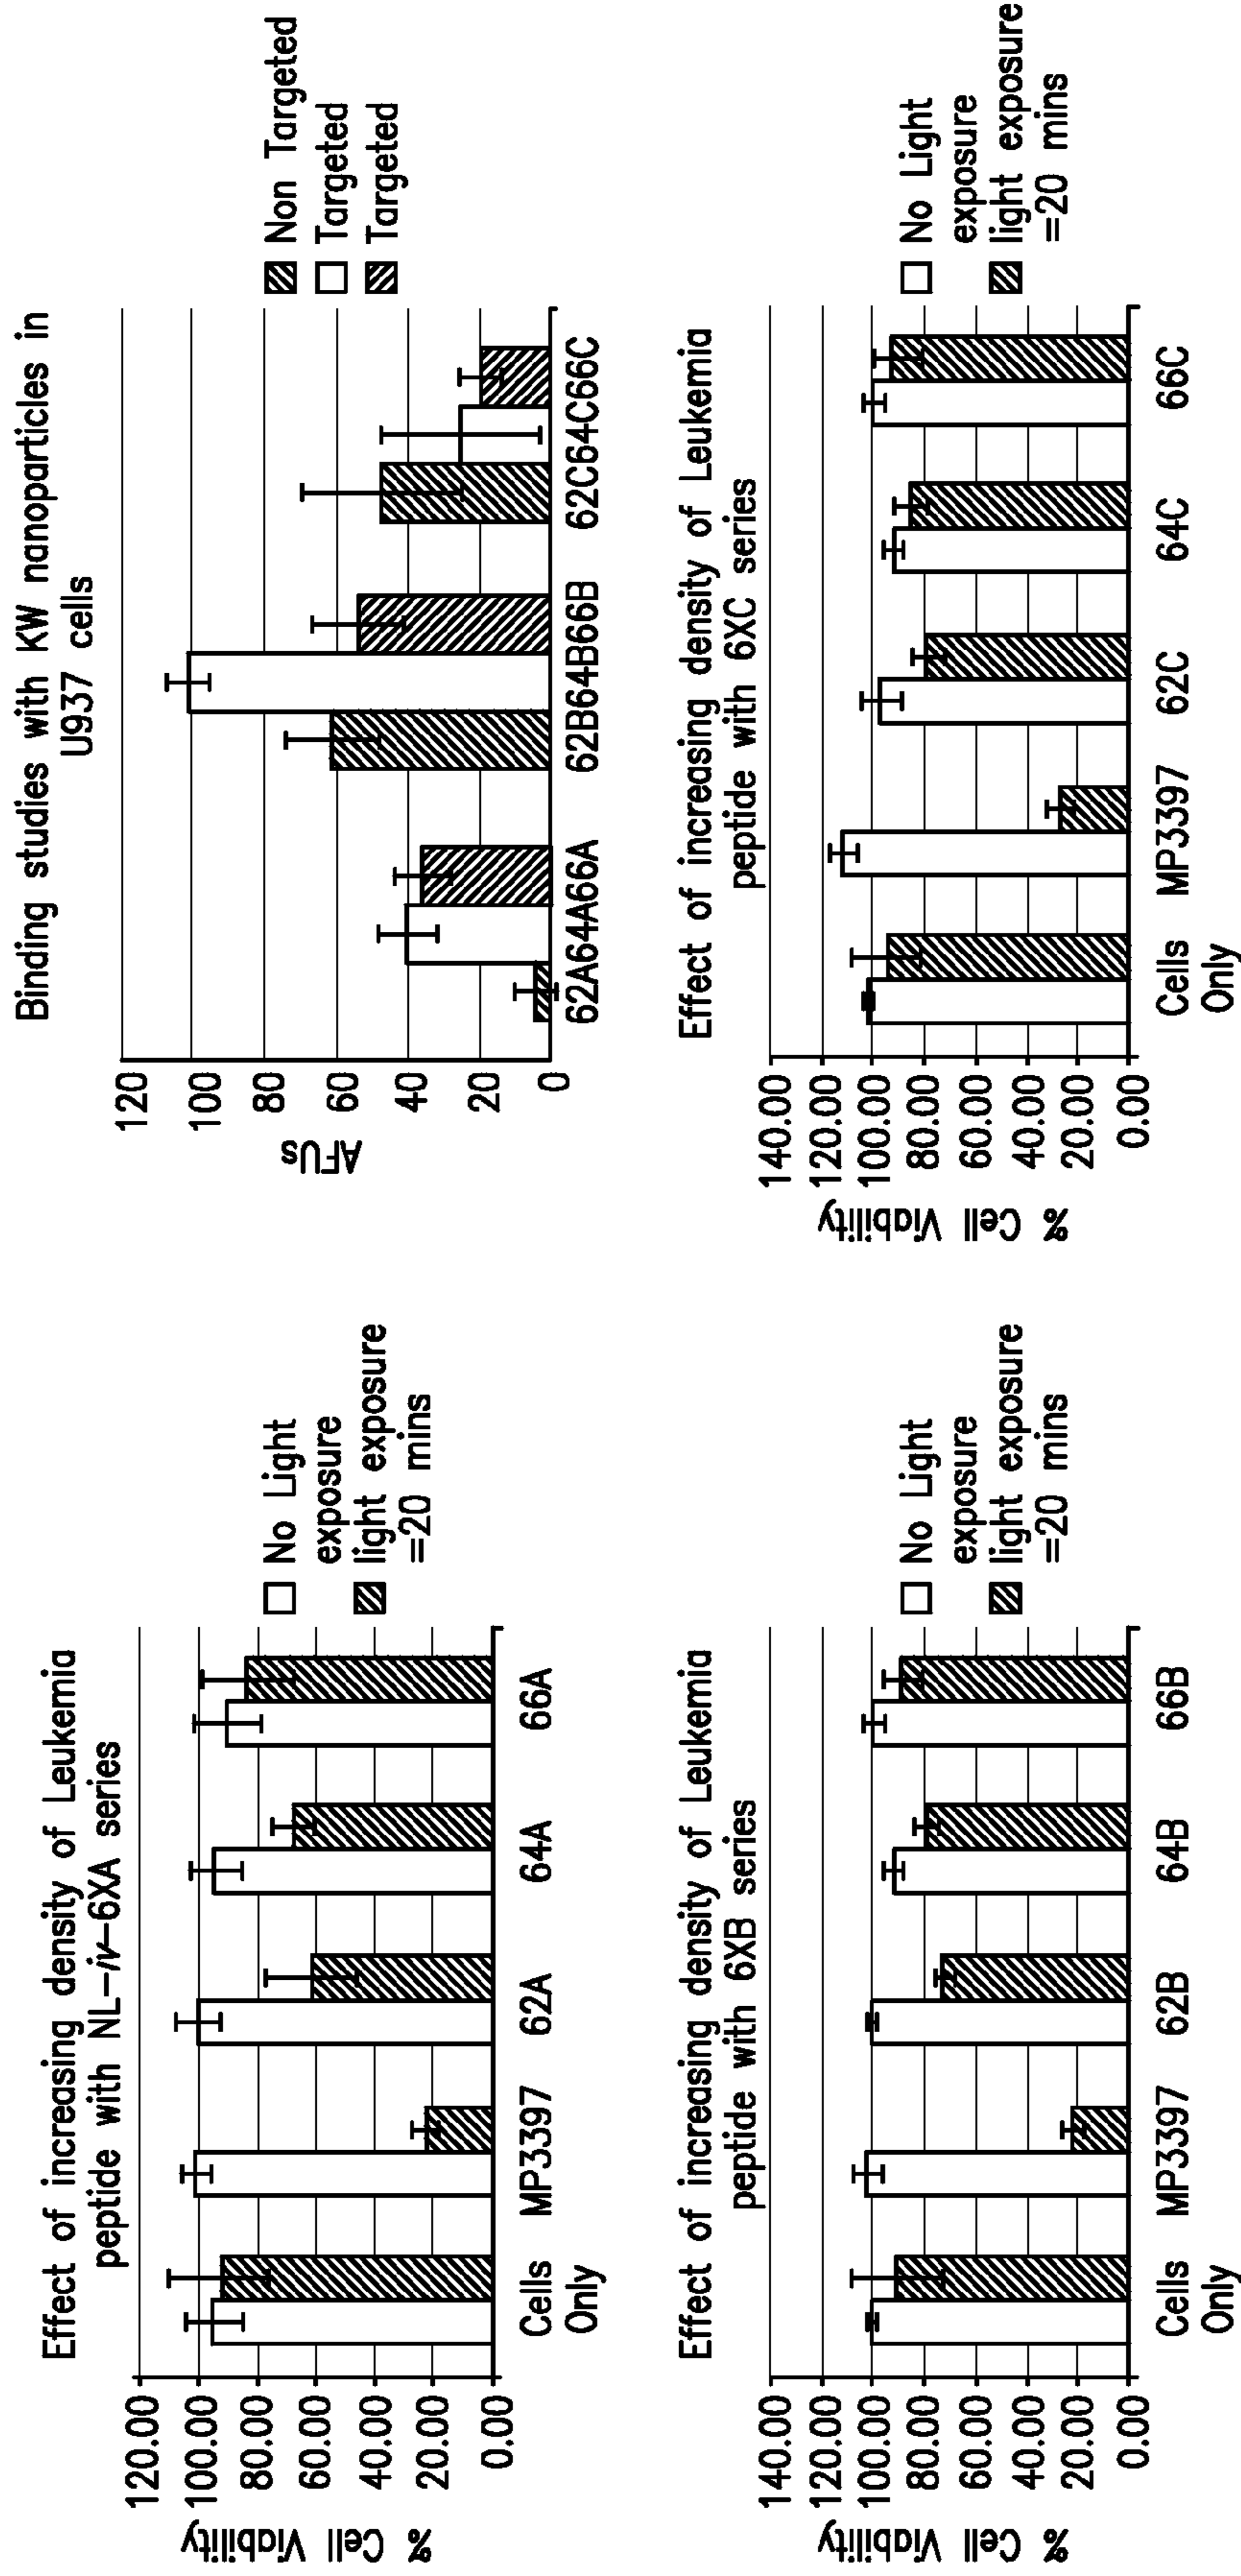 Effect of increasing density of Leukemia
peptide with NL-iv-6XA series
% Cell Viability
120.00
100.00
80.00
60.00
40.00
20.00
0.00
Cells
Only
MP3397
62A
64A
66A
No Light
exposure
light exposure
=20 mins
Binding studies with KW nanoparticles in
U937 cells
AFUs
120
100
80
60
40
20
0
62A64A66A
62B64B66B
62C64C66C
Non Targeted
Targeted
Targeted
Effect of increasing density of Leukemia
peptide with 6XB series
% Cell Viability
140.00
120.00
100.00
80.00
60.00
40.00
20.00
0.00
Cells
Only
MP3397
62B
64B
66B
No Light
exposure
light exposure
=20 mins
Effect of increasing density of Leukemia
peptide with 6XC series
% Cell Viability
140.00
120.00
100.00
80.00
60.00
40.00
20.00
0.00
Cells
Only
MP3397
62C
64C
66C
No Light
exposure
light exposure
=20 mins